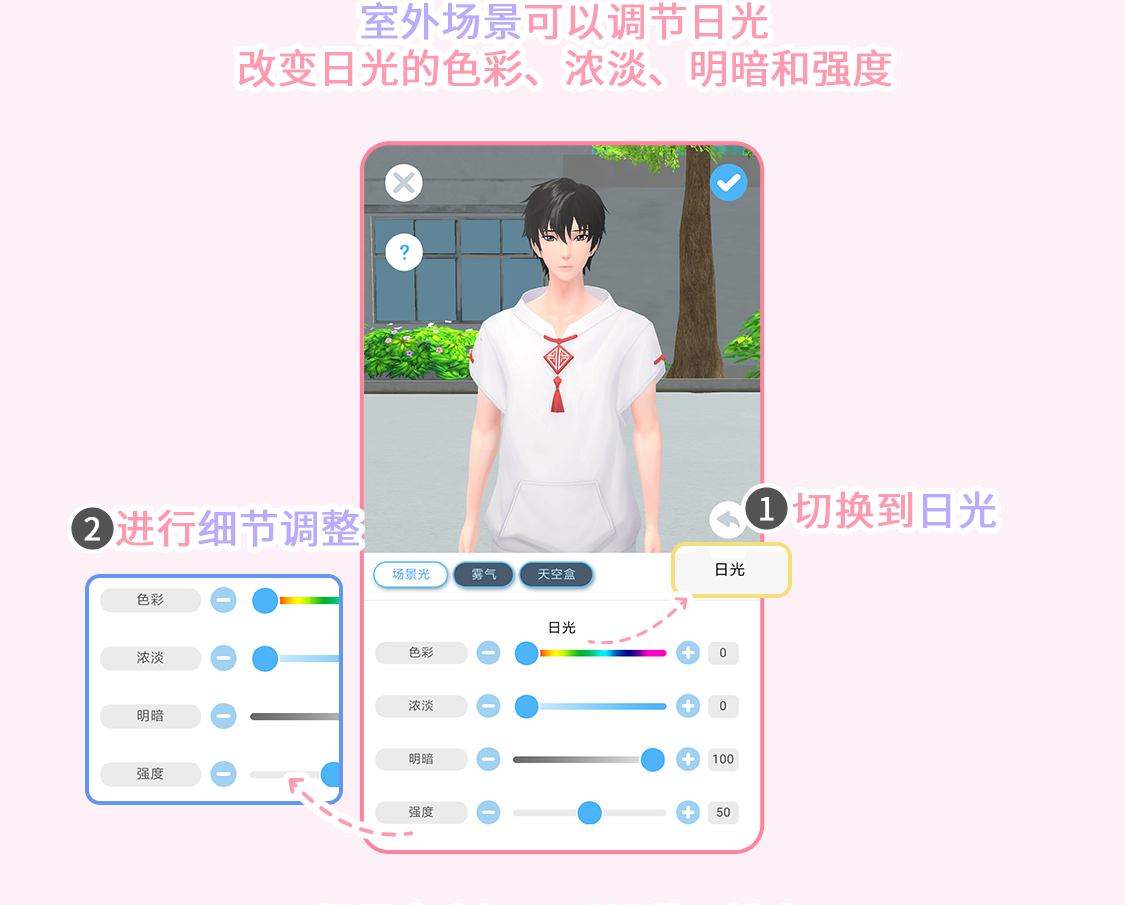 室外场景可以调节日光
改变日光的色彩、浓淡、明暗和强度
?
1 切换到日光
2 进行细节调整
场景光 雾气 天空盒 日光
日光
色彩 0
浓淡 0
明暗 100
强度 50
色彩
浓淡
明暗
强度